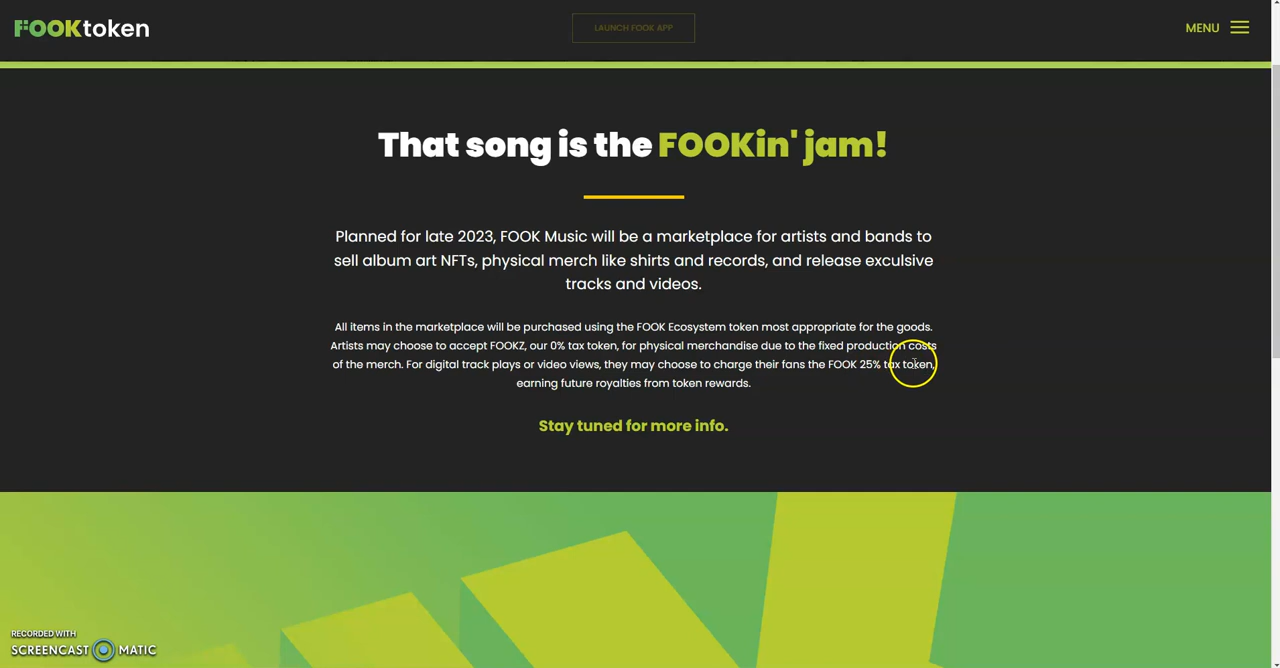 FOOKtoken
LAUNCH FOOK APP
MENU
That song is the FOOKin' jam!
Planned for late 2023, FOOK Music will be a marketplace for artists and bands to
sell album art NFTs, physical merch like shirts and records, and release exculsive
tracks and videos.
All items in the marketplace will be purchased using the FOOK Ecosystem token most appropriate for the goods.
Artists may choose to accept FOOKZ, our 0% tax token, for physical merchandise due to the fixed production costs
of the merch. For digital track plays or video views, they may choose to charge their fans the FOOK 25% tax token,
earning future royalties from token rewards.
Stay tuned for more info.
RECORDED WITH
SCREENCAST MATIC